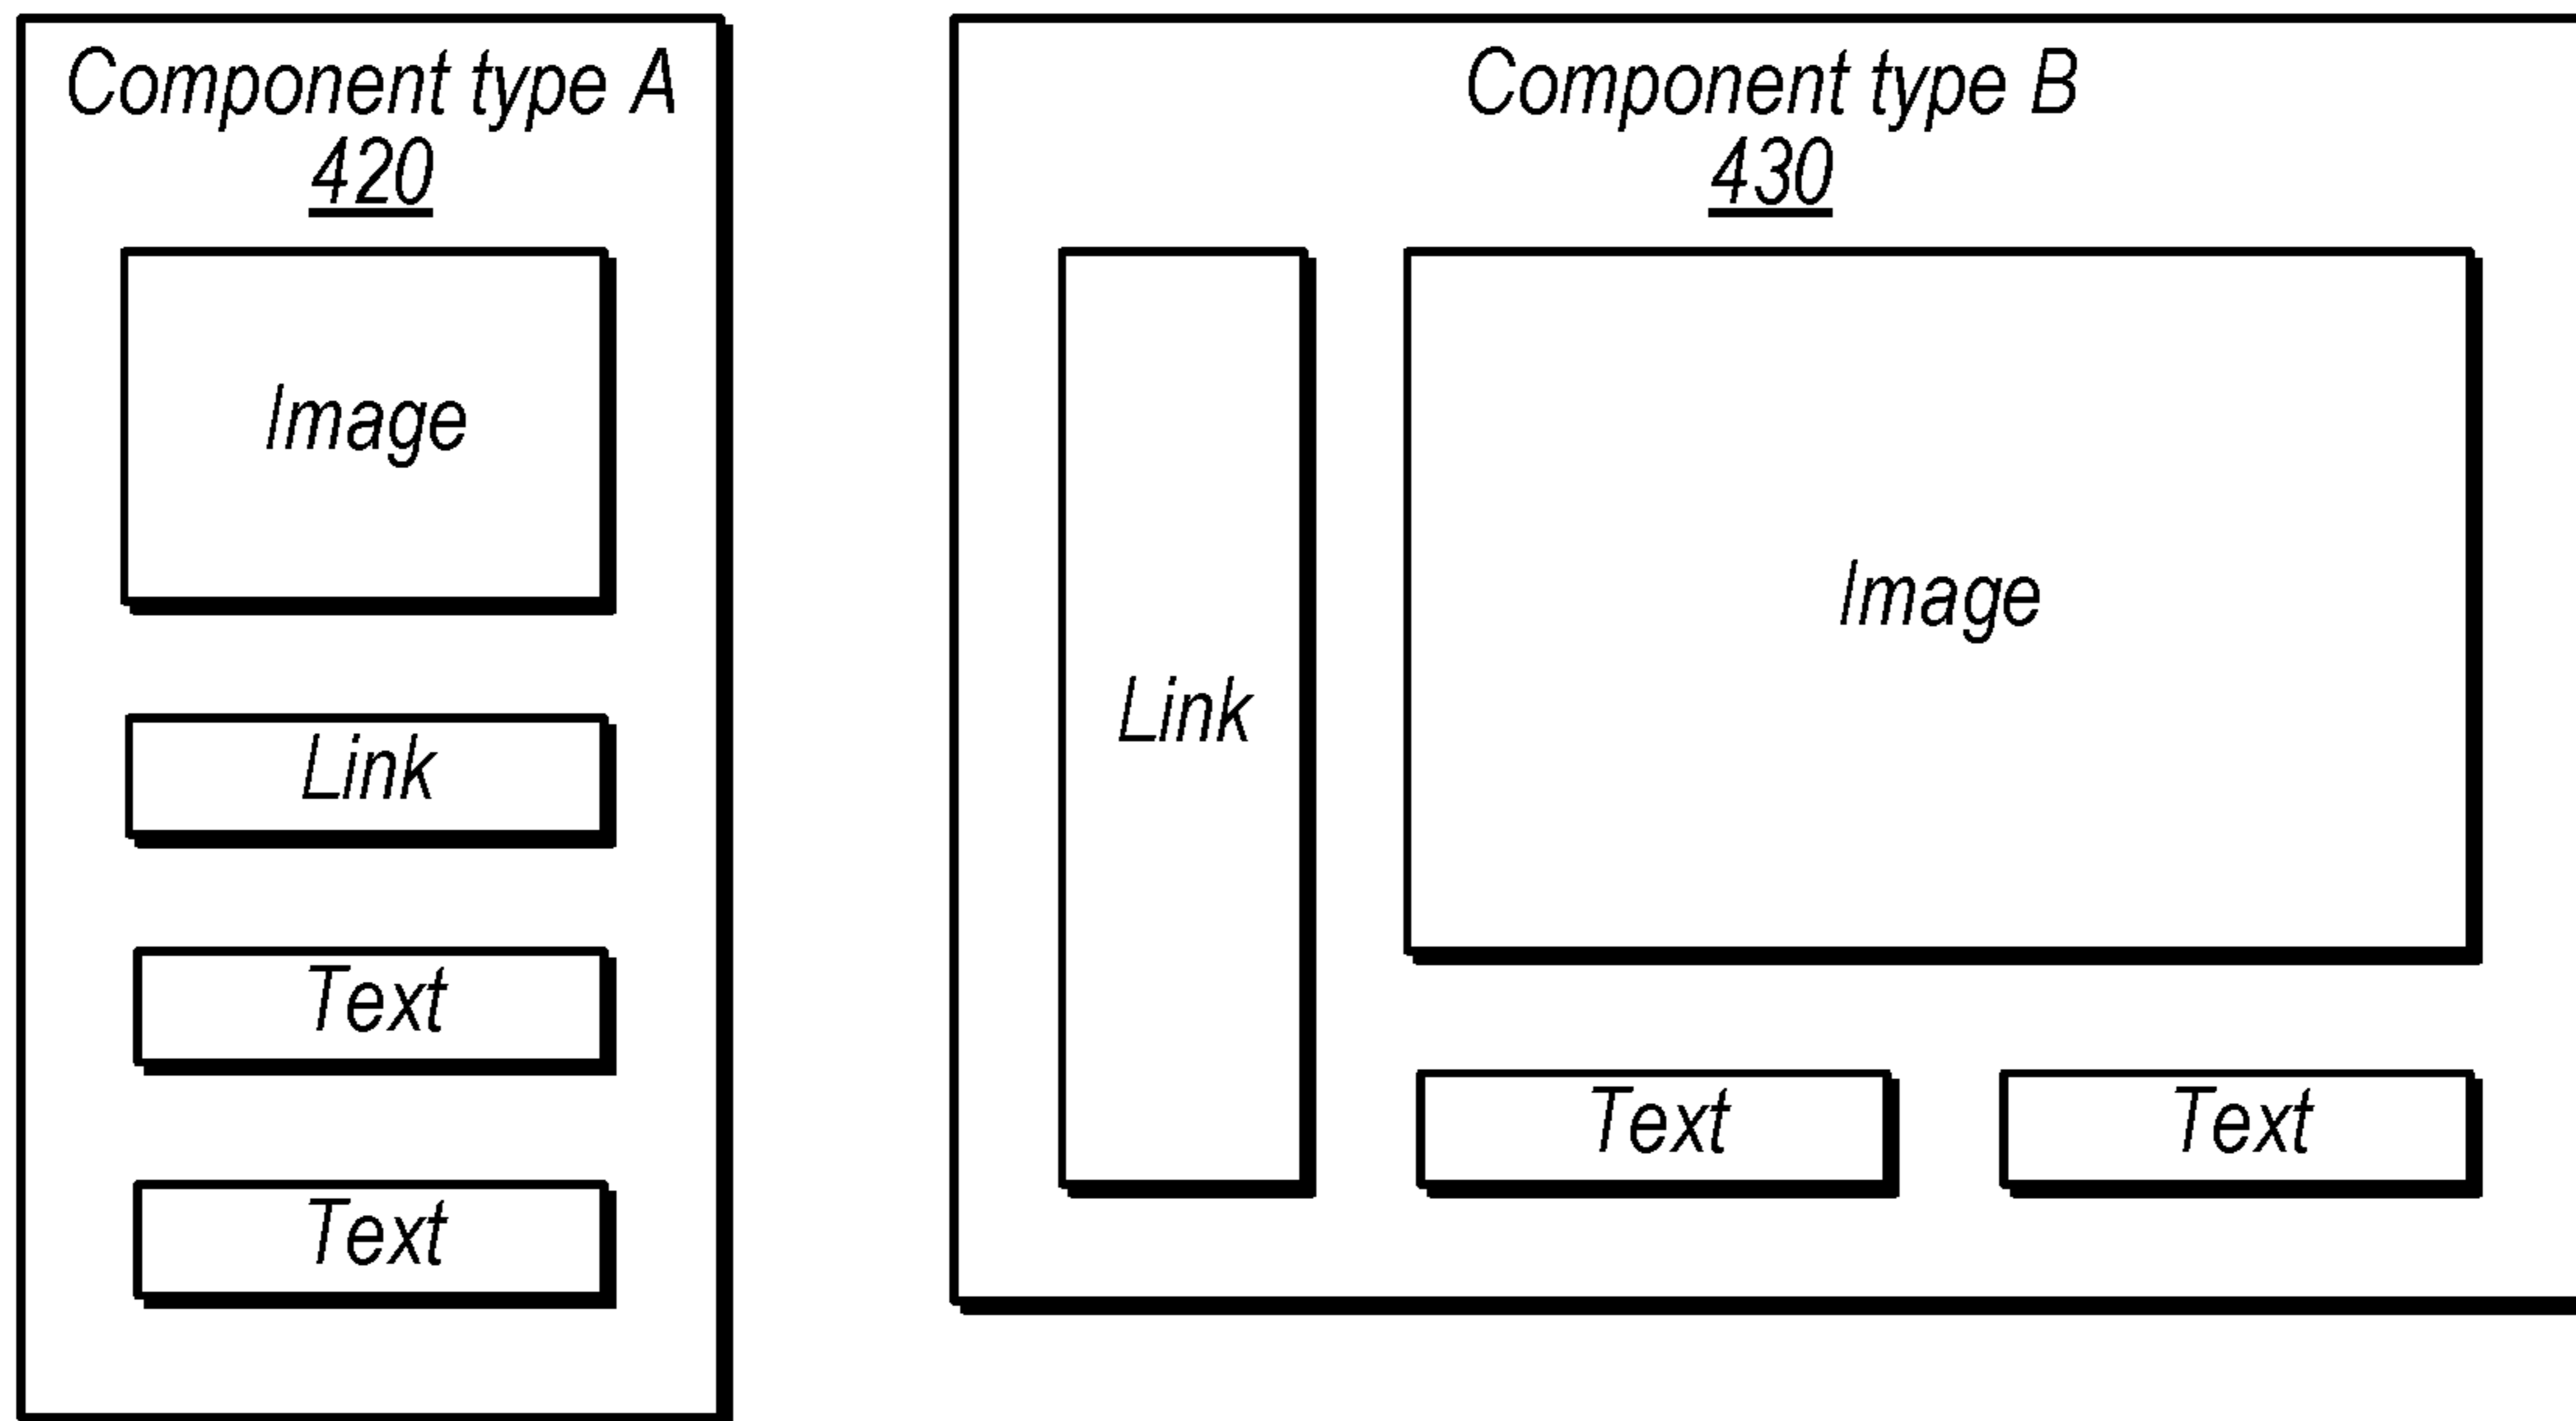 Component type A
420
Image
Link
Text
Text
Component type B
430
Link
Image
Text
Text